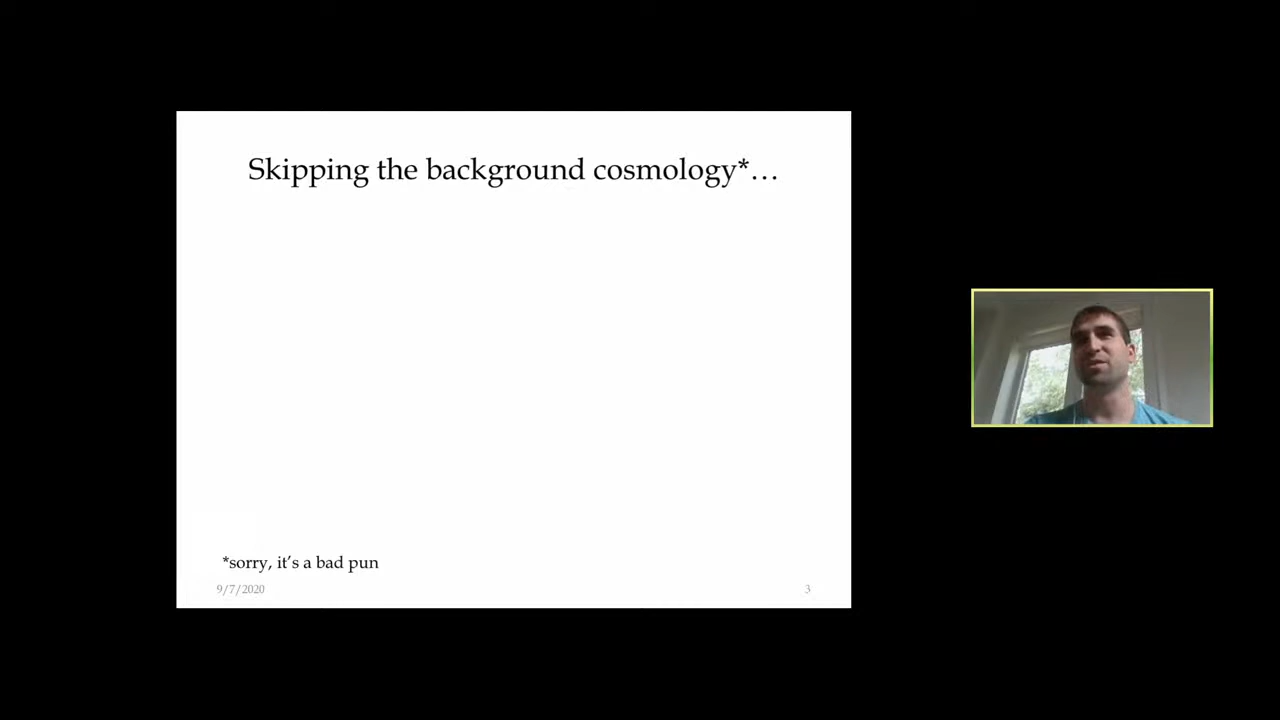 Skipping the background cosmology*…
*sorry, it’s a bad pun
9/7/2020
3